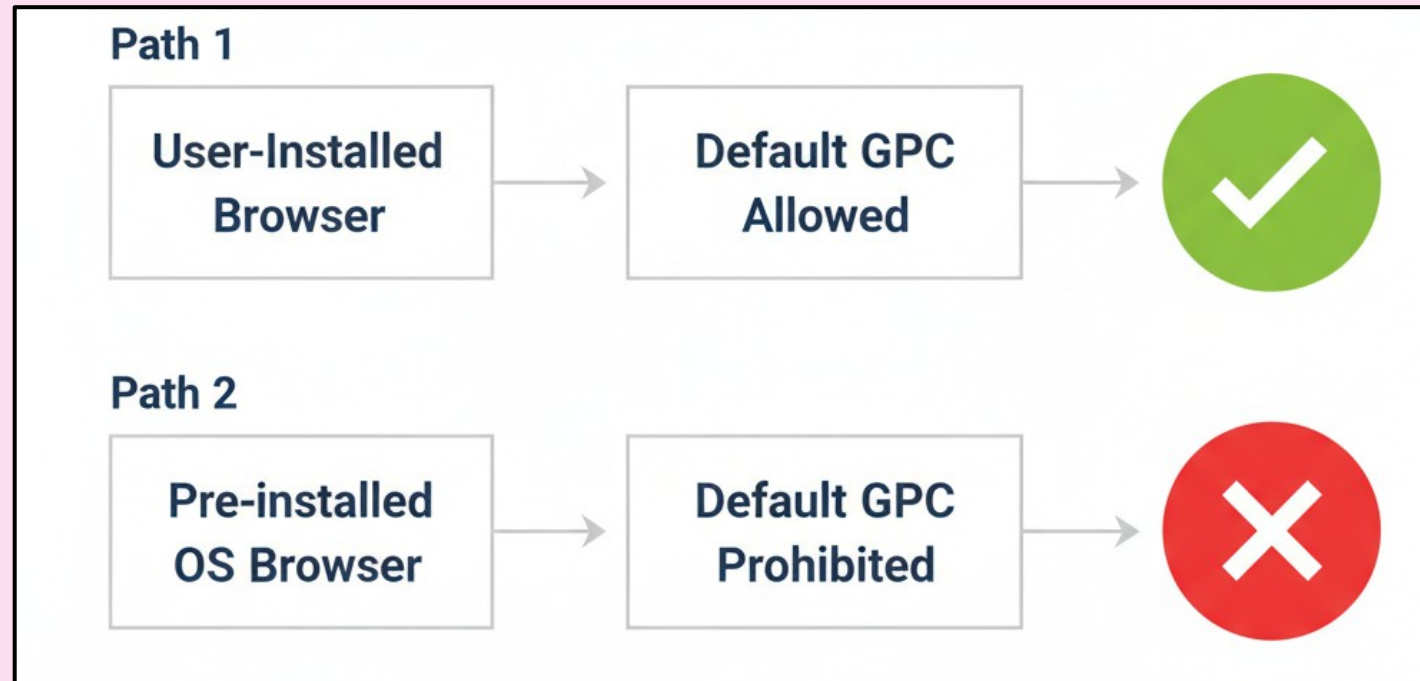 Path 1
User-Installed
Browser
Default GPC
Allowed
Path 2
Pre-installed
OS Browser
Default GPC
Prohibited